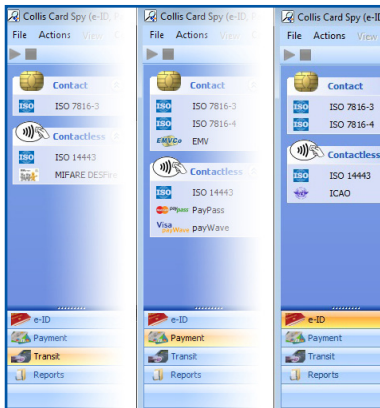 Collis Card Spy (e-ID,
File Actions View
Contact
ISO ISO 7816-3
Contactless
ISO ISO 14443
MIFARE DESFire
e-ID
Payment
Transit
Reports
Collis Card Spy (e-ID,
File Actions View
Contact
ISO ISO 7816-3
ISO ISO 7816-4
EMVCo EMV
Contactless
ISO ISO 14443
PayPass PayPass
Visa payWave payWave
e-ID
Payment
Transit
Reports
Collis Card Spy (e-ID
File Actions View
Contact
ISO ISO 7816-3
ISO ISO 7816-4
Contactless
ISO ISO 14443
ICAO
e-ID
Payment
Transit
Reports